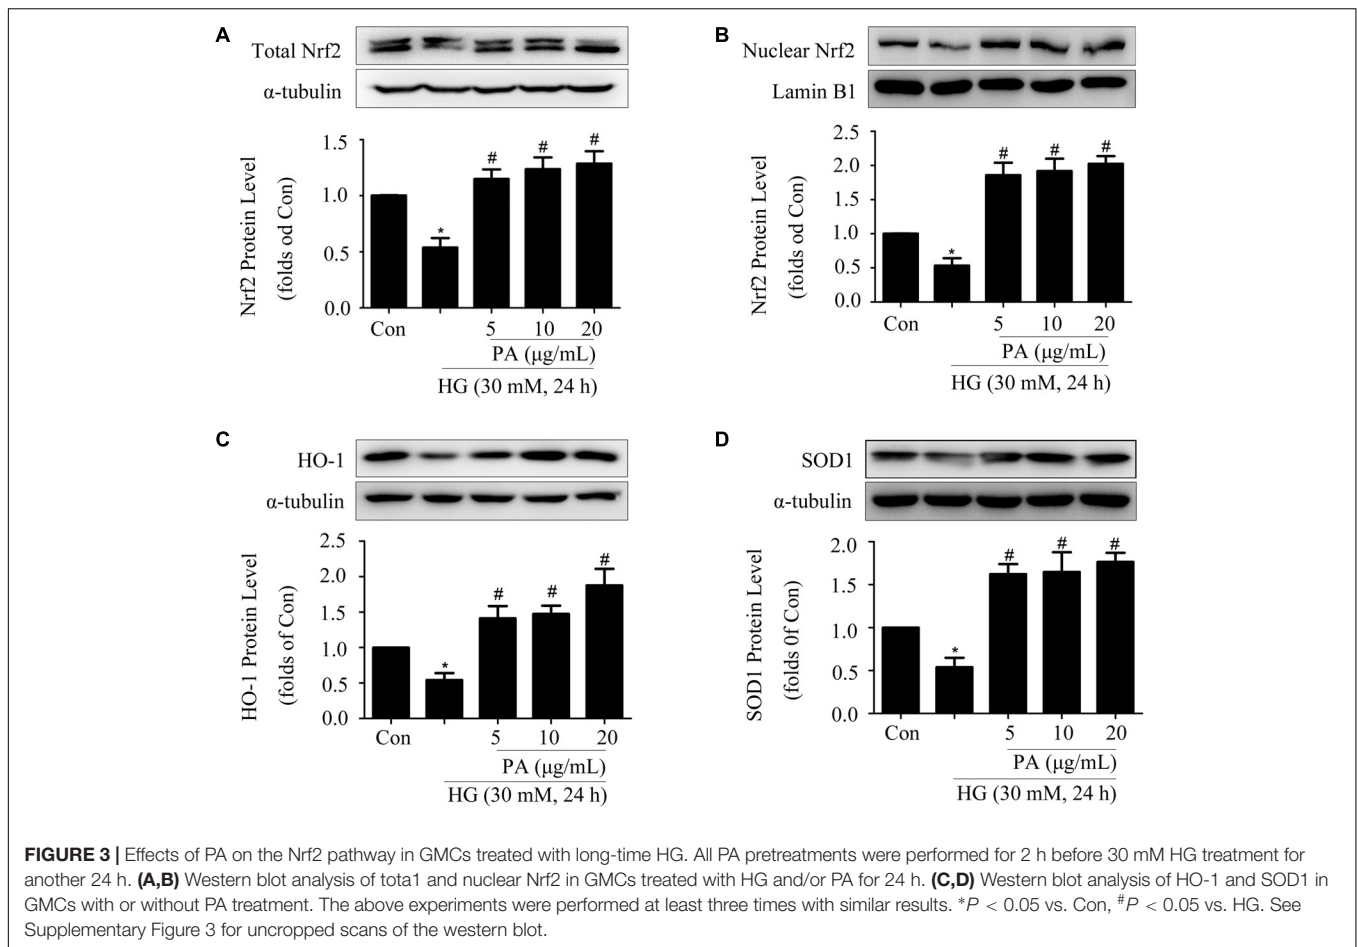 A
Total Nrf2
α-tubulin
Nrf2 Protein Level
(folds od Con)
1.5
1.0
0.5
0.0
*
#
#
#
Con
5
10
20
PA (μg/mL)
HG (30 mM, 24 h)
B
Nuclear Nrf2
Lamin B1
Nrf2 Protein Level
(folds od Con)
2.5
2.0
1.5
1.0
0.5
0.0
*
#
#
#
Con
5
10
20
PA (μg/mL)
HG (30 mM, 24 h)
C
HO-1
α-tubulin
HO-1 Protein Level
(folds of Con)
2.5
2.0
1.5
1.0
0.5
0.0
*
#
#
#
Con
5
10
20
PA (μg/mL)
HG (30 mM, 24 h)
D
SOD1
α-tubulin
SOD1 Protein Level
(folds 0f Con)
2.0
1.5
1.0
0.5
0.0
*
#
#
#
Con
5
10
20
PA (μg/mL)
HG (30 mM, 24 h)
FIGURE 3 | Effects of PA on the Nrf2 pathway in GMCs treated with long-time HG. All PA pretreatments were performed for 2 h before 30 mM HG treatment for
another 24 h. (A,B) Western blot analysis of tota1 and nuclear Nrf2 in GMCs treated with HG and/or PA for 24 h. (C,D) Western blot analysis of HO-1 and SOD1 in
GMCs with or without PA treatment. The above experiments were performed at least three times with similar results. *P < 0.05 vs. Con, #P < 0.05 vs. HG. See
Supplementary Figure 3 for uncropped scans of the western blot.